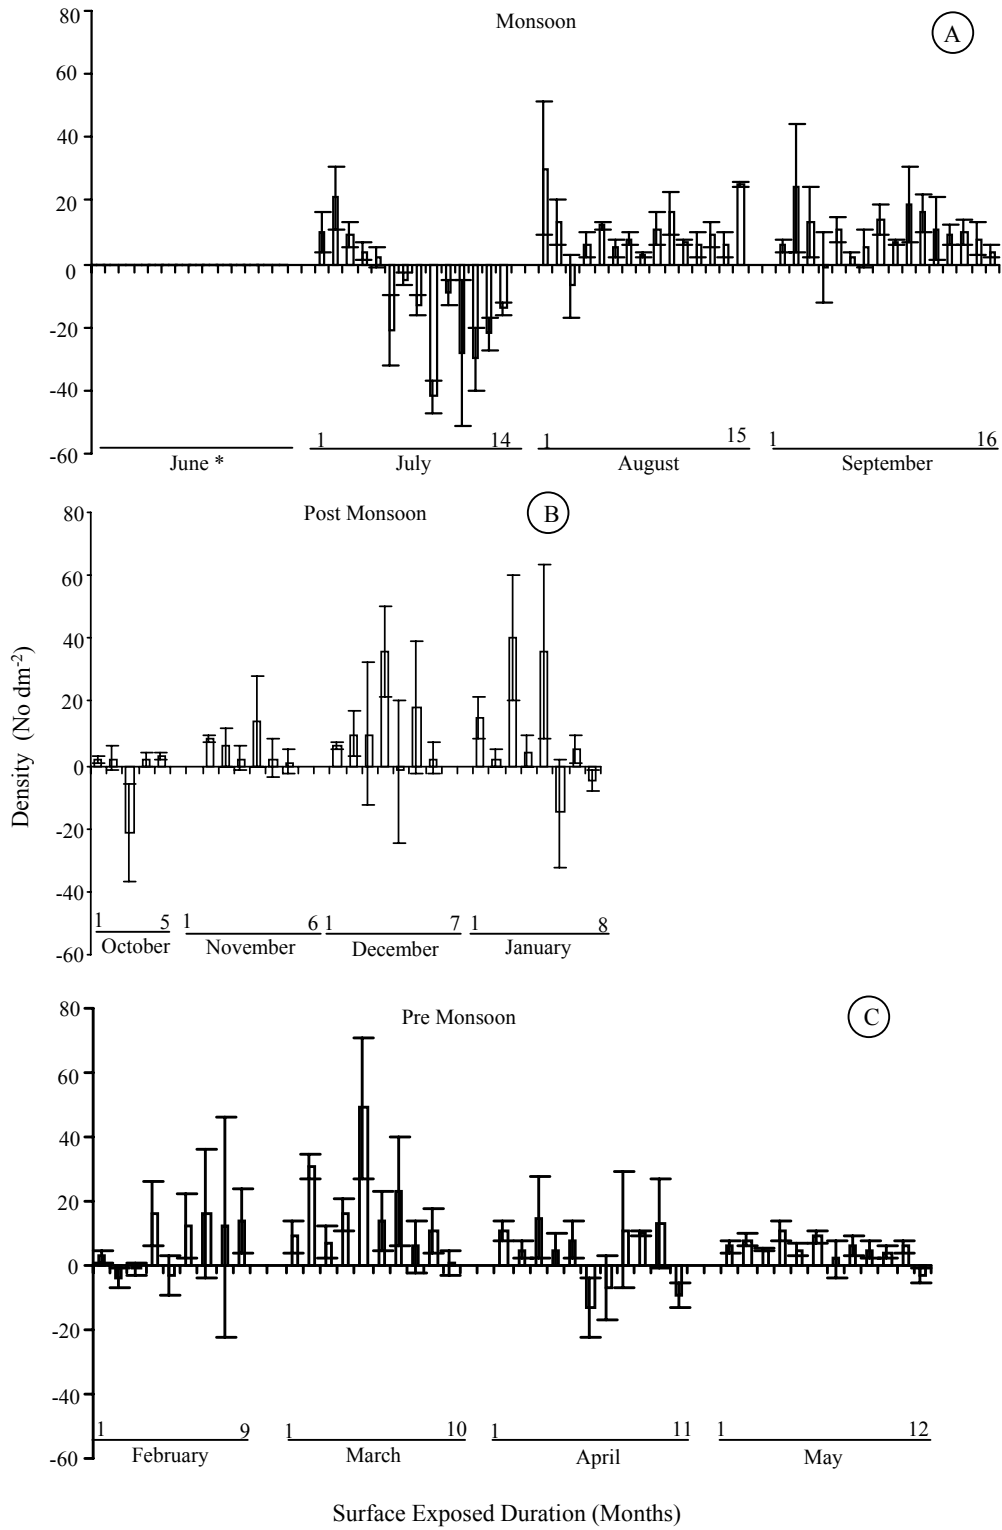 Monsoon
A
80
60
40
20
0
-20
-40
-60
1 14 1 15 1 16
June * July August September
Post Monsoon
B
80
60
40
20
0
-20
-40
-60
1 5 1 6 1 7 1 8
October November December January
Density (No dm-2)
Pre Monsoon
C
80
60
40
20
0
-20
-40
-60
1 9 1 10 1 11 1 12
February March April May
Surface Exposed Duration (Months)